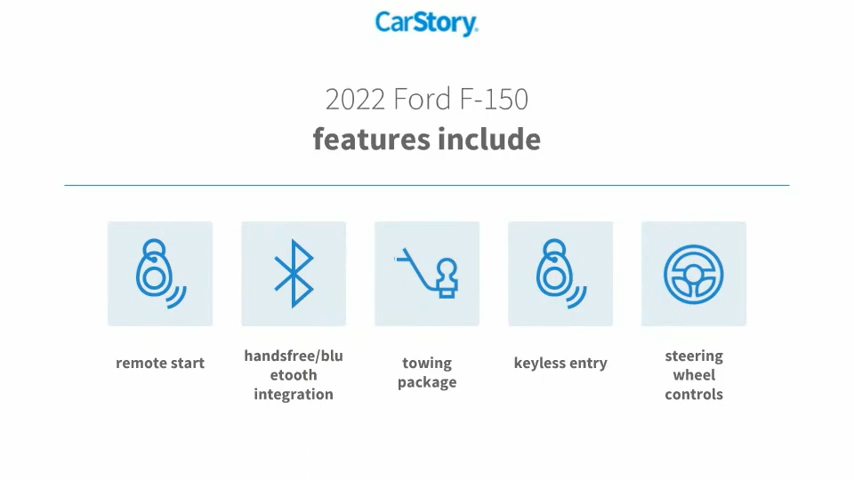 CarStory
2022 Ford F-150
features include
remote start
handsfree/blu
etooth
integration
towing
package
keyless entry
steering
wheel
controls